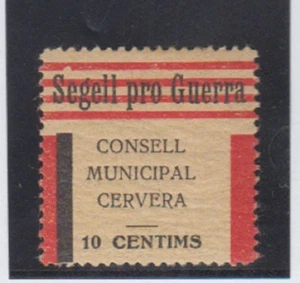 Segell pro Guerra
CONSELL
MUNICIPAL
CERVERA
10 CENTIMS